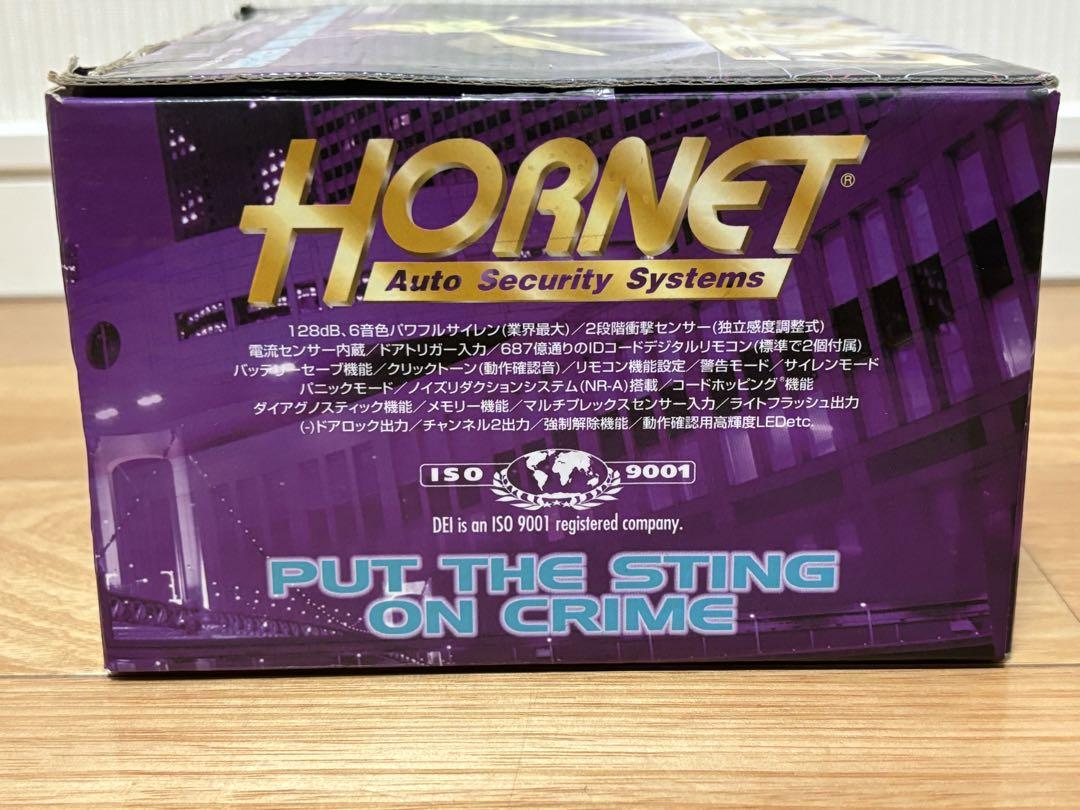 HORNET®
Auto Security Systems
128dB、6音色パワフルサイレン(業界最大)／2段階衝撃センサー(独立感度調整式)
電流センサー内蔵／ドアトリガー入力／687億通りのIDコードデジタルリモコン(標準で2個付属)
バッテリーセーブ機能／クリックトーン(動作確認音)／リモコン機能設定／警告モード／サイレンモード
パニックモード／ノイズリダクションシステム(NR-A)搭載／コードホッピング®機能
ダイアグノスティック機能／メモリー機能／マルチプレックスセンサー入力／ライトフラッシュ出力
(-)ドアロック出力／チャンネル2出力／強制解除機能／動作確認用高輝度LEDetc.
ISO 9001
DEI is an ISO 9001 registered company.
PUT THE STING
ON CRIME